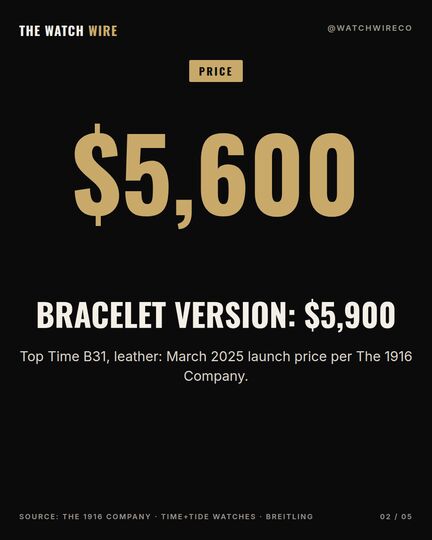 THE WATCH WIRE
@WATCHWIRECO
PRICE
$5,600
BRACELET VERSION: $5,900
Top Time B31, leather: March 2025 launch price per The 1916
Company.
SOURCE: THE 1916 COMPANY · TIME+TIDE WATCHES · BREITLING
02 / 05